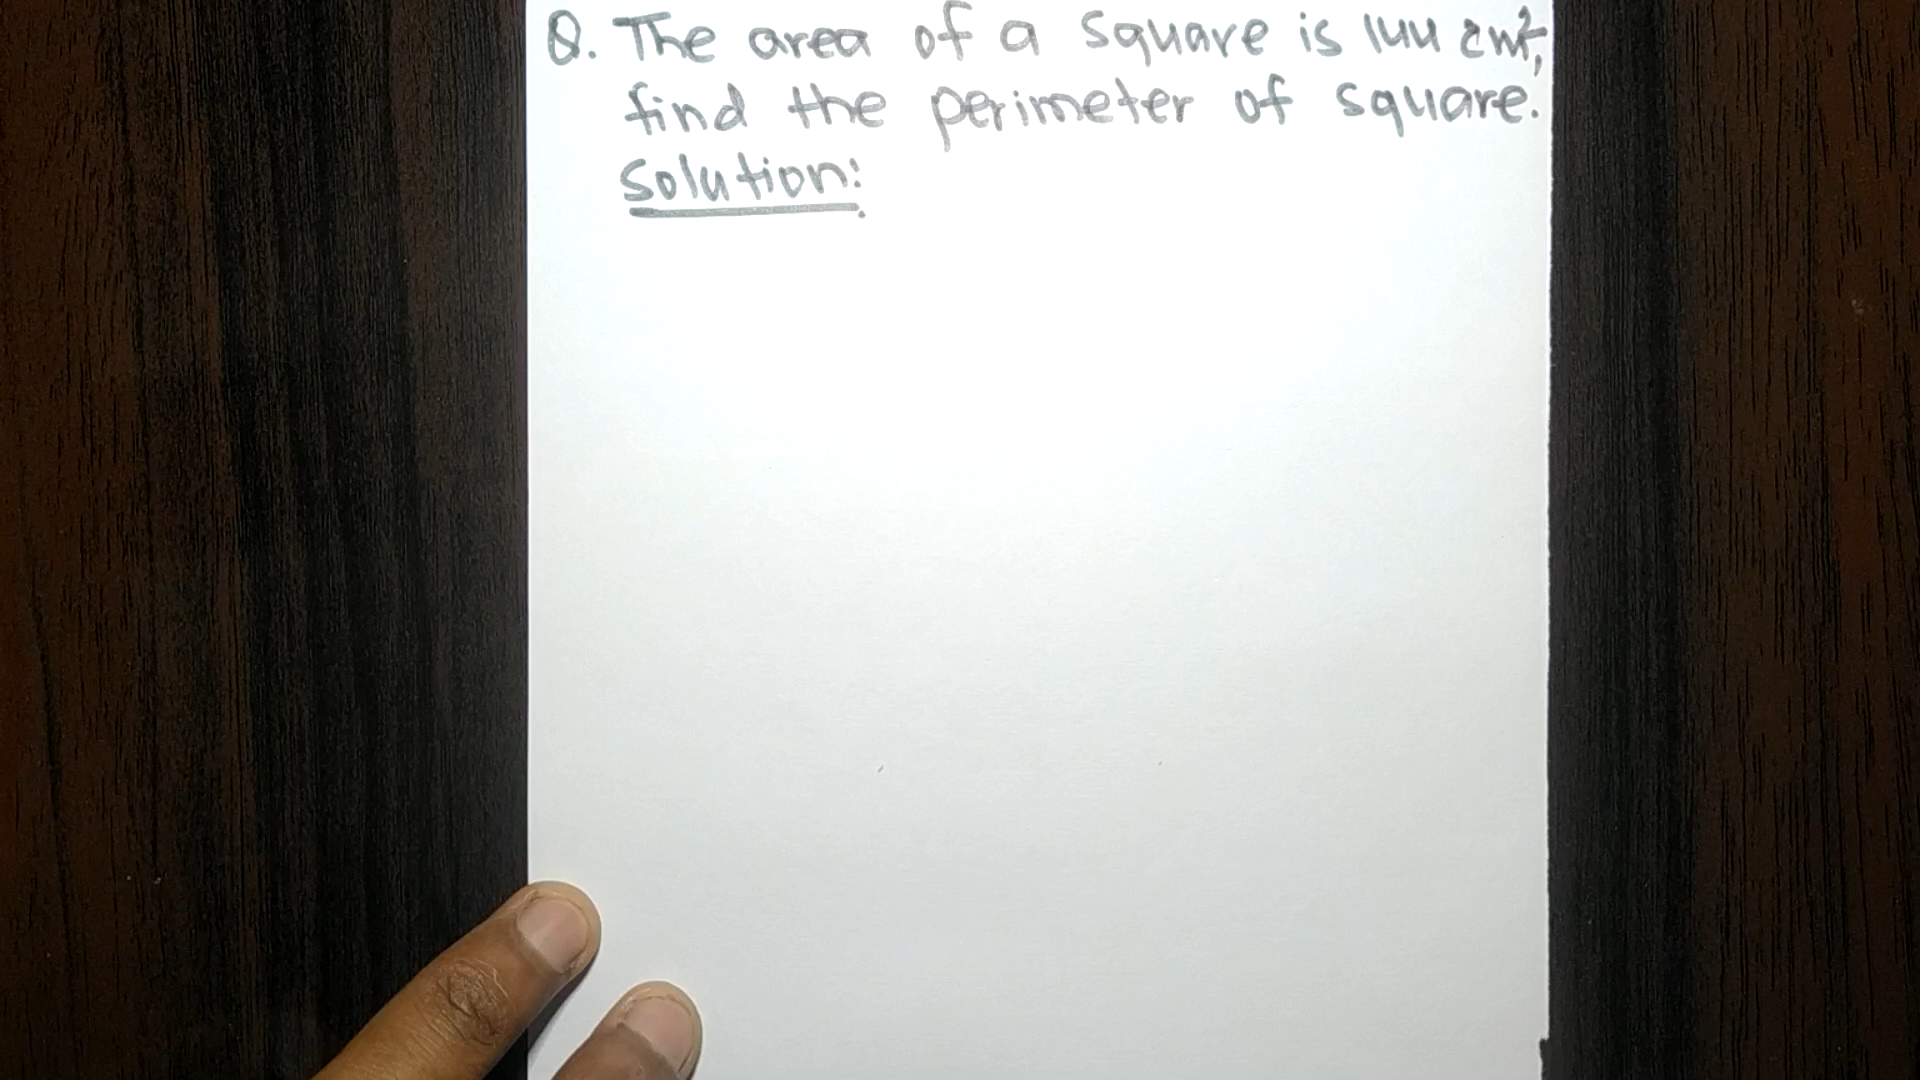 Q. The area of a square is 144 cm²,
find the perimeter of square.
solution: